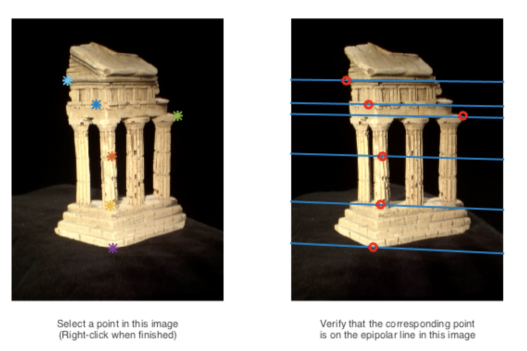 Select a point in this image
(Right-click when finished)
Verify that the corresponding point
is on the epipolar line in this image